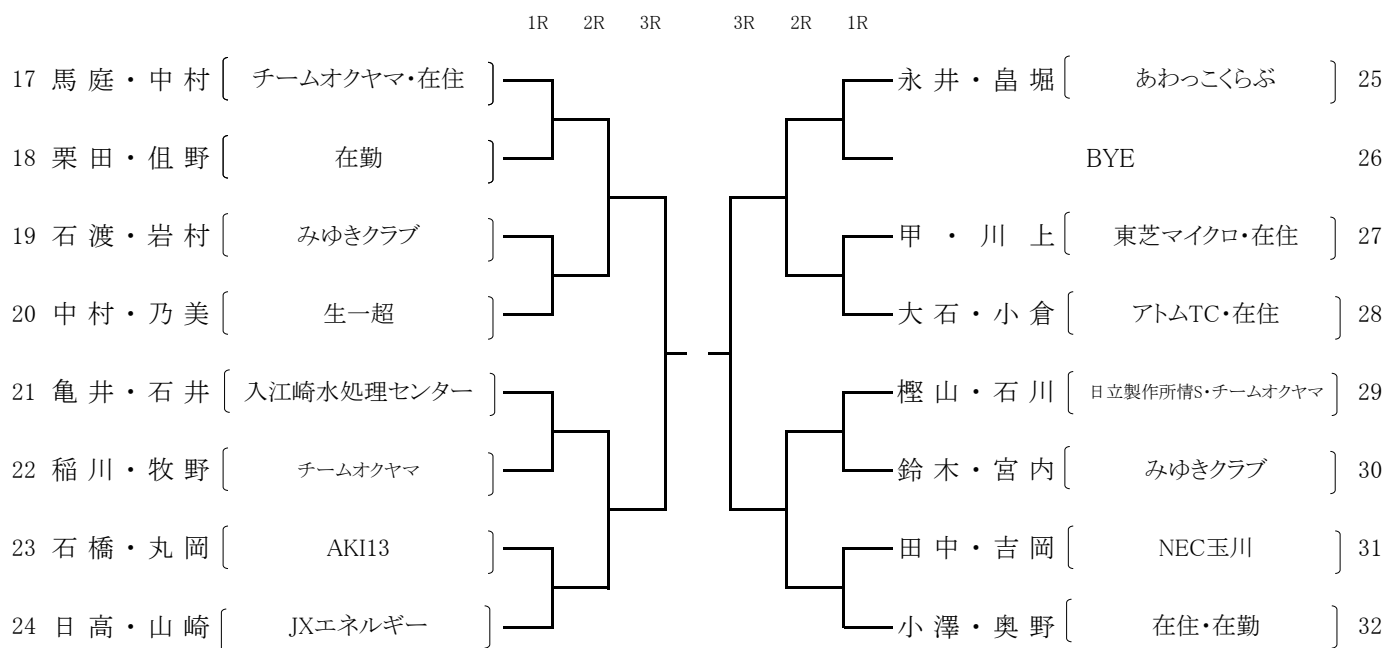 1R 2R 3R 3R 2R 1R
17 馬庭・中村 〔 チームオクヤマ・在住 〕 永井・畠堀 〔 あわっこくらぶ 〕 25
18 栗田・伹野 〔 在勤 〕 BYE 26
19 石渡・岩村 〔 みゆきクラブ 〕 甲・川上 〔 東芝マイクロ・在住 〕 27
20 中村・乃美 〔 生一超 〕 大石・小倉 〔 アトムTC・在住 〕 28
21 亀井・石井 〔 入江崎水処理センター 〕 樫山・石川 〔 日立製作所情S・チームオクヤマ 〕 29
22 稲川・牧野 〔 チームオクヤマ 〕 鈴木・宮内 〔 みゆきクラブ 〕 30
23 石橋・丸岡 〔 AKI13 〕 田中・吉岡 〔 NEC玉川 〕 31
24 日高・山崎 〔 JXエネルギー 〕 小澤・奥野 〔 在住・在勤 〕 32